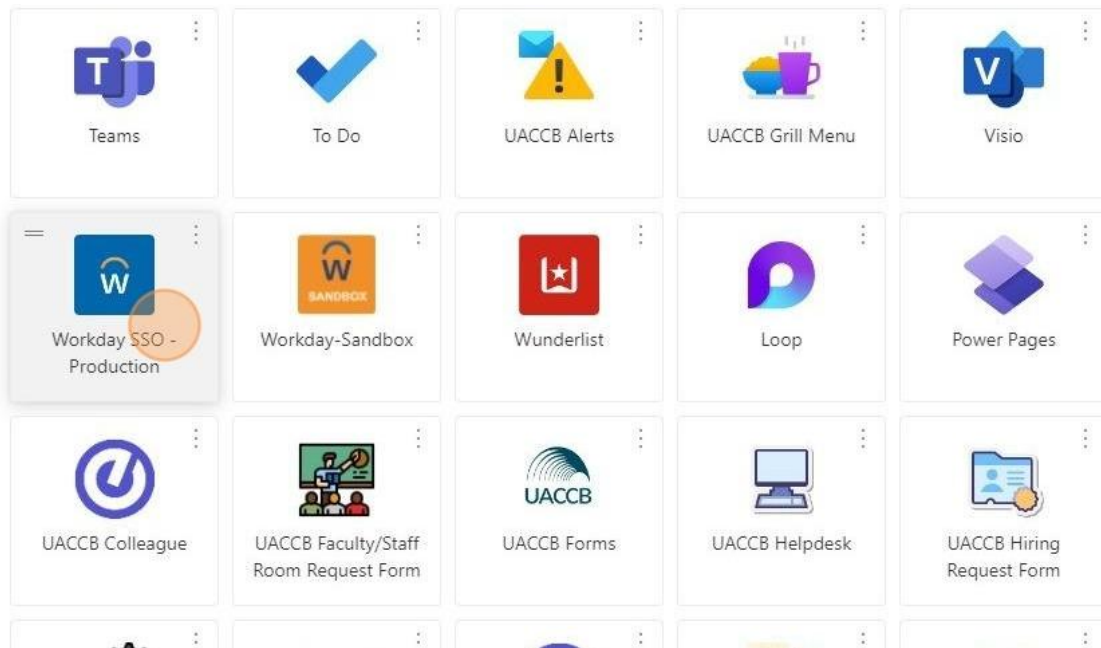 T
Teams
To Do
UACCB Alerts
UACCB Grill Menu
V
Visio
W
Workday SSO -
Production
W
SANDBOX
Workday-Sandbox
Wunderlist
Loop
Power Pages
UACCB Colleague
UACCB Faculty/Staff
Room Request Form
UACCB
UACCB Forms
UACCB Helpdesk
UACCB Hiring
Request Form